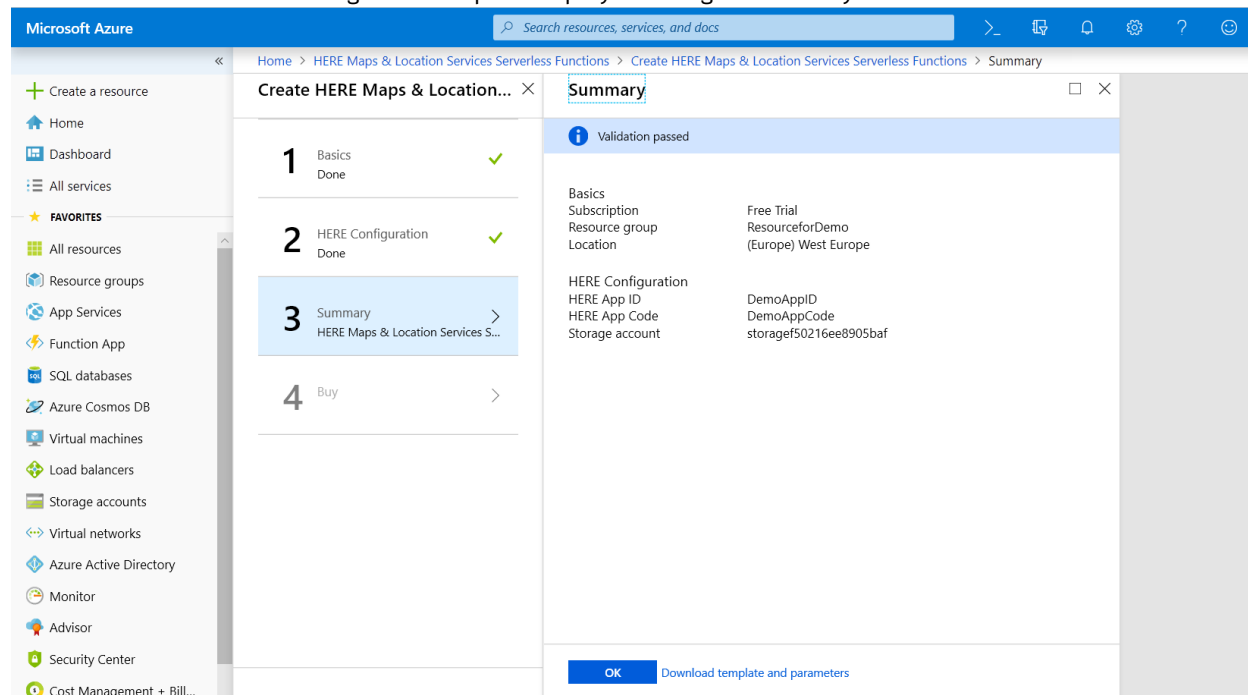 Microsoft Azure
Search resources, services, and docs
Home > HERE Maps & Location Services Serverless Functions > Create HERE Maps & Location Services Serverless Functions > Summary
Create a resource
Home
Dashboard
All services
FAVORITES
All resources
Resource groups
App Services
Function App
SQL databases
Azure Cosmos DB
Virtual machines
Load balancers
Storage accounts
Virtual networks
Azure Active Directory
Monitor
Advisor
Security Center
Cost Management + Bill...
Create HERE Maps & Location...
1 Basics
Done
2 HERE Configuration
Done
3 Summary
HERE Maps & Location Services S...
4 Buy
Summary
Validation passed
Basics
Subscription Free Trial
Resource group ResourceforDemo
Location (Europe) West Europe
HERE Configuration
HERE App ID DemoAppID
HERE App Code DemoAppCode
Storage account storagef50216ee8905baf
OK Download template and parameters